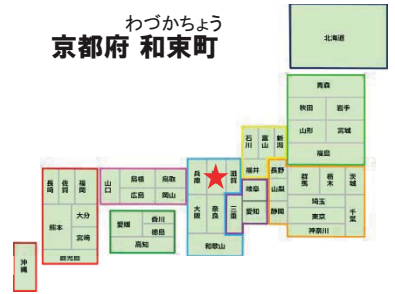 わづかちょう
京都府 和束町
北海道
青森
秋田 岩手
山形 宮城
福島
石川 富山 新潟
福井 長野
岐阜 山梨
愛知 静岡
群馬 栃木 茨城
埼玉
東京
神奈川
千葉
兵庫 滋賀
大阪 奈良 三重
和歌山
山口 島根 鳥取
広島 岡山
愛媛 香川
徳島
高知
長崎 佐賀 福岡
熊本 大分
宮崎
鹿児島
沖縄